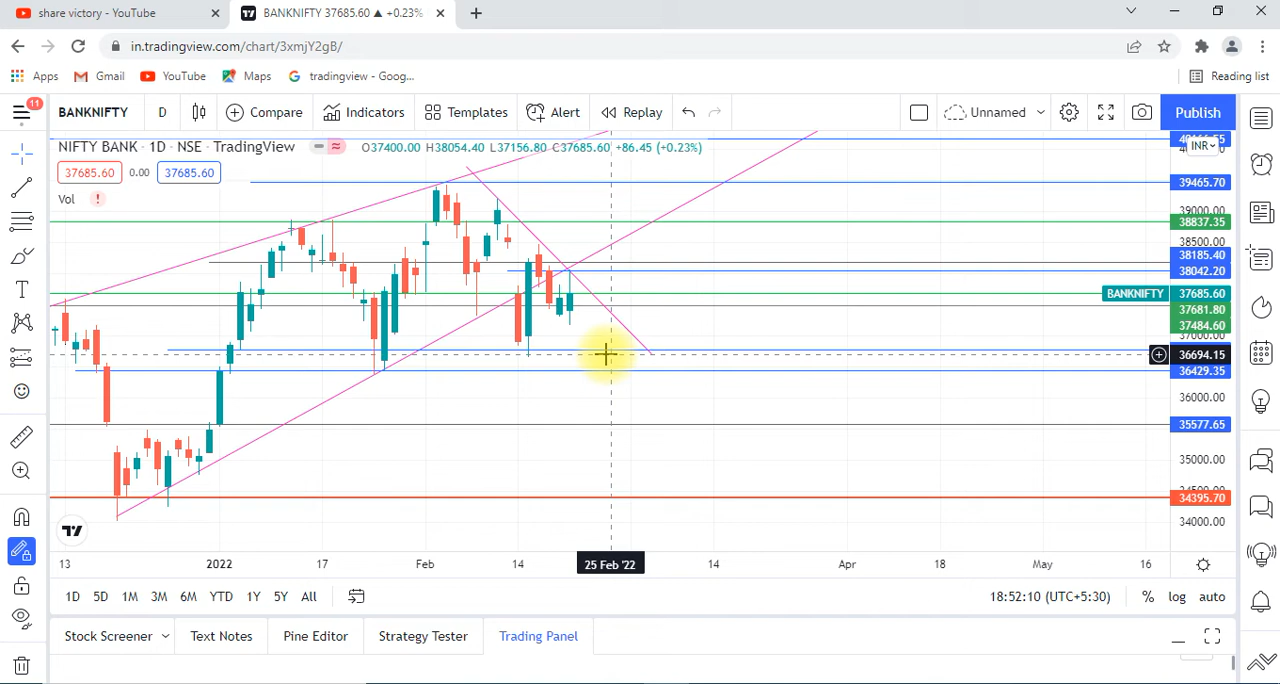 share victory - YouTube
BANKNIFTY 37685.60 ▲ +0.23%
in.tradingview.com/chart/3xmjY2gB/
Apps Gmail YouTube Maps tradingview - Goog... Reading list
11 BANKNIFTY D Compare Indicators Templates Alert Replay Unnamed Publish
NIFTY BANK · 1D · NSE · TradingView O37400.00 H38054.40 L37156.80 C37685.60 +86.45 (+0.23%)
INR
37685.60 0.00 37685.60
Vol !
39465.70
39000.00
38837.35
38500.00
38185.40
38042.20
BANKNIFTY 37685.60
37681.80
37484.60
37000.00
36694.15
36429.35
36000.00
35577.65
35000.00
34395.70
34000.00
13 2022 17 Feb 14 25 Feb '22 14 Apr 18 May 16
1D 5D 1M 3M 6M YTD 1Y 5Y All 18:52:10 (UTC+5:30) % log auto
Stock Screener Text Notes Pine Editor Strategy Tester Trading Panel